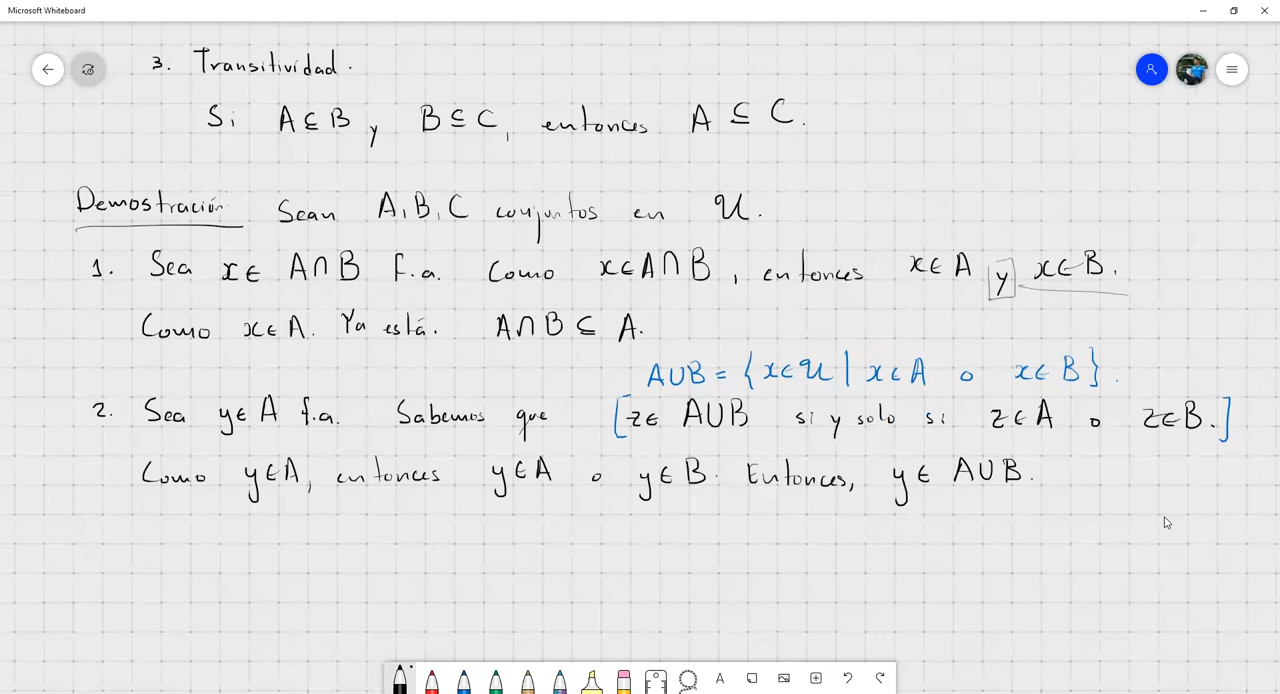 Microsoft Whiteboard
3. Transitividad.
Si A ⊆ B y B ⊆ C, entonces A ⊆ C.
Demostración Sean A, B, C conjuntos en U.
1. Sea x ∈ A ∩ B f.a. Como x ∈ A ∩ B, entonces x ∈ A y x ∈ B.
Como x ∈ A. Ya está. A ∩ B ⊆ A.
A ∪ B = { x ∈ U | x ∈ A o x ∈ B }.
2. Sea y ∈ A f.a. Sabemos que [z ∈ A ∪ B si y solo si z ∈ A o z ∈ B.]
Como y ∈ A, entonces y ∈ A o y ∈ B. Entonces, y ∈ A ∪ B.
A